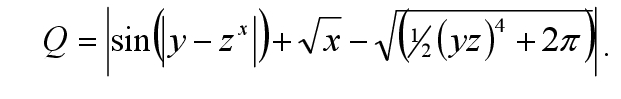 Q = |sin(|y − z^x|) + √x − √((½(yz)^4 + 2π)|.